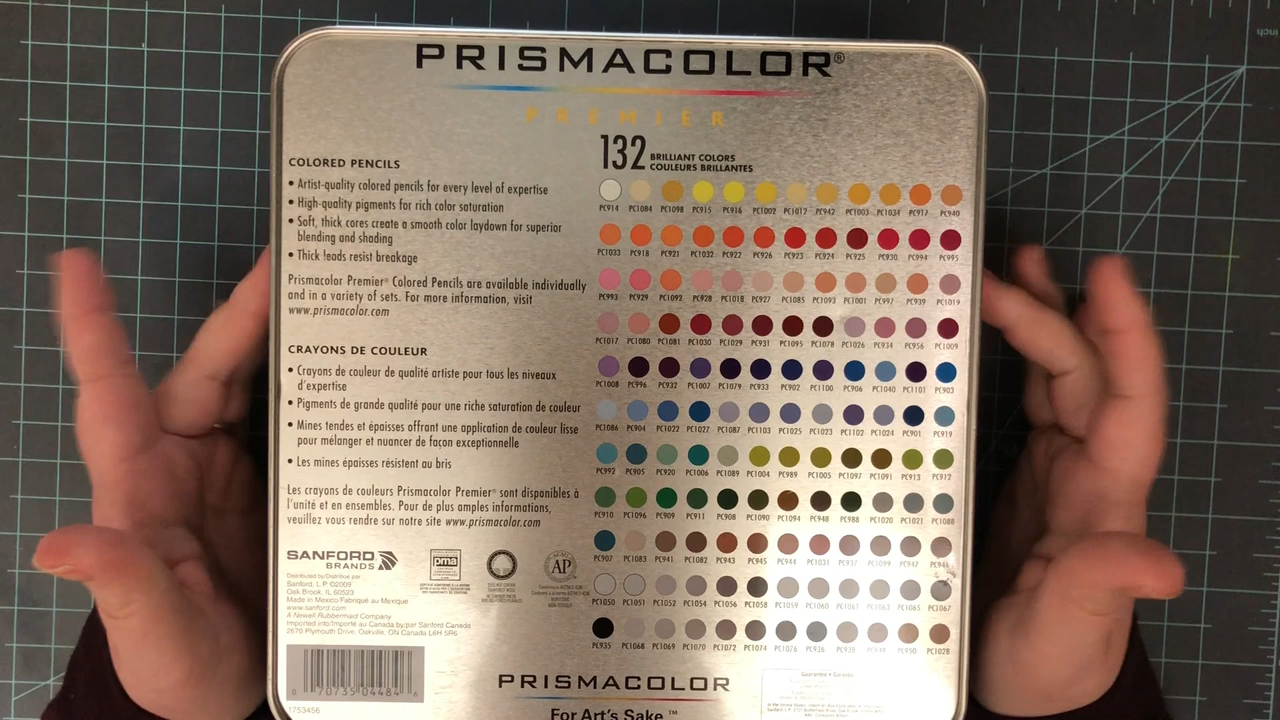 PRISMACOLOR®
PREMIER
132 BRILLIANT COLORS
COULEURS BRILLANTES
COLORED PENCILS
• Artist-quality colored pencils for every level of expertise
• High-quality pigments for rich color saturation
• Soft, thick cores create a smooth color laydown for superior
blending and shading
• Thick leads resist breakage
Prismacolor Premier® Colored Pencils are available individually
and in a variety of sets. For more information, visit
www.prismacolor.com
CRAYONS DE COULEUR
• Crayons de couleur de qualité artiste pour tous les niveaux
d'expertise
• Pigments de grande qualité pour une riche saturation de couleur
• Mines tendes et épaisses offrant une application de couleur lisse
pour mélanger et nuancer de façon exceptionnelle
• Les mines épaisses résistent au bris
Les crayons de couleurs Prismacolor Premier® sont disponibles à
l'unité et en ensembles. Pour de plus amples informations,
veuillez vous rendre sur notre site www.prismacolor.com
SANFORD
BRANDS
pma
AP
Distributed by/Distribué par
Sanford, L.P. ©2009
Oak Brook, IL 60523
Made in Mexico/Fabriqué au Mexique
www.sanford.com
A Newell Rubbermaid Company
Imported into/Importé au Canada by/par Sanford Canada
2670 Plymouth Drive, Oakville, ON Canada L6H 5R6
0 70735 04484 6
1753456
PC914 PC1084 PC1098 PC915 PC916 PC1002 PC1012 PC942 PC1003 PC1034 PC917 PC940
PC1033 PC918 PC921 PC1032 PC922 PC926 PC923 PC924 PC925 PC930 PC994 PC995
PC993 PC929 PC1092 PC928 PC1018 PC927 PC1085 PC1093 PC1001 PC997 PC939 PC1019
PC1017 PC1080 PC1081 PC1030 PC1029 PC931 PC1095 PC1078 PC1026 PC934 PC956 PC1009
PC1008 PC996 PC932 PC1007 PC1079 PC933 PC902 PC1100 PC906 PC1040 PC1101 PC903
PC1086 PC904 PC1022 PC1027 PC1087 PC1103 PC1025 PC1023 PC1102 PC1024 PC901 PC919
PC992 PC905 PC920 PC1006 PC1089 PC1004 PC989 PC1005 PC1097 PC1091 PC913 PC912
PC910 PC1096 PC909 PC911 PC908 PC1090 PC1094 PC948 PC988 PC1020 PC1021 PC1088
PC907 PC1083 PC941 PC1082 PC943 PC945 PC944 PC1031 PC937 PC1099 PC947 PC946
PC1050 PC1051 PC1052 PC1054 PC1056 PC1058 PC1059 PC1060 PC1061 PC1063 PC1065 PC1067
PC935 PC1068 PC1069 PC1070 PC1072 PC1074 PC1076 PC936 PC938 PC949 PC950 PC1028
PRISMACOLOR
For Art's Sake ™
Guarantee • Garantie
inch